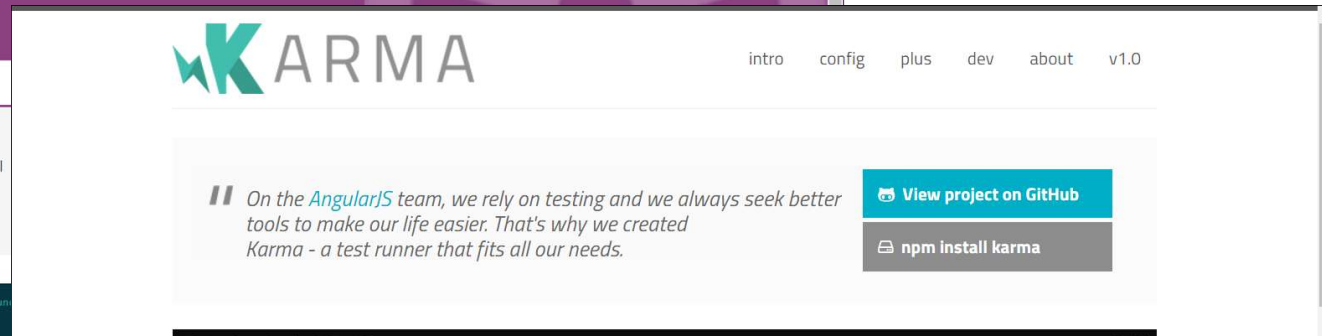 KARMA
intro config plus dev about v1.0
On the AngularJS team, we rely on testing and we always seek better
tools to make our life easier. That's why we created
Karma - a test runner that fits all our needs.
View project on GitHub
npm install karma